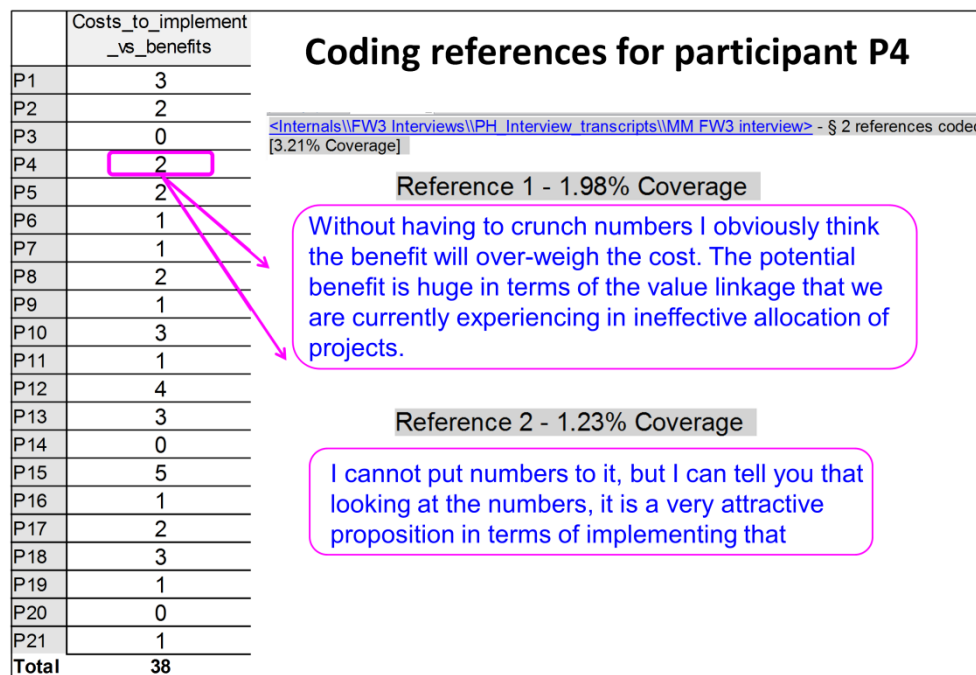 Costs_to_implement
_vs_benefits
P1 3
P2 2
P3 0
P4 2
P5 2
P6 1
P7 1
P8 2
P9 1
P10 3
P11 1
P12 4
P13 3
P14 0
P15 5
P16 1
P17 2
P18 3
P19 1
P20 0
P21 1
Total 38
Coding references for participant P4
<Internals\\FW3 Interviews\\PH_Interview_transcripts\\MM FW3 interview> - § 2 references coded
[3.21% Coverage]
Reference 1 - 1.98% Coverage
Without having to crunch numbers I obviously think
the benefit will over-weigh the cost. The potential
benefit is huge in terms of the value linkage that we
are currently experiencing in ineffective allocation of
projects.
Reference 2 - 1.23% Coverage
I cannot put numbers to it, but I can tell you that
looking at the numbers, it is a very attractive
proposition in terms of implementing that